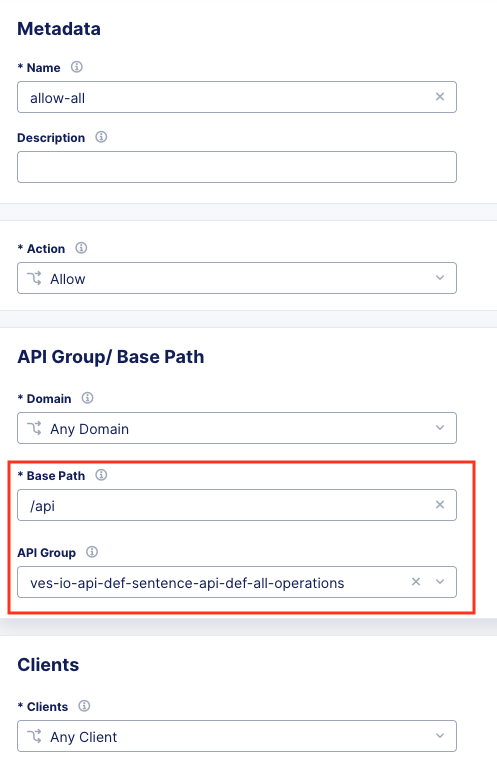 Metadata
* Name
allow-all
Description
* Action
Allow
API Group/ Base Path
* Domain
Any Domain
* Base Path
/api
API Group
ves-io-api-def-sentence-api-def-all-operations
Clients
* Clients
Any Client